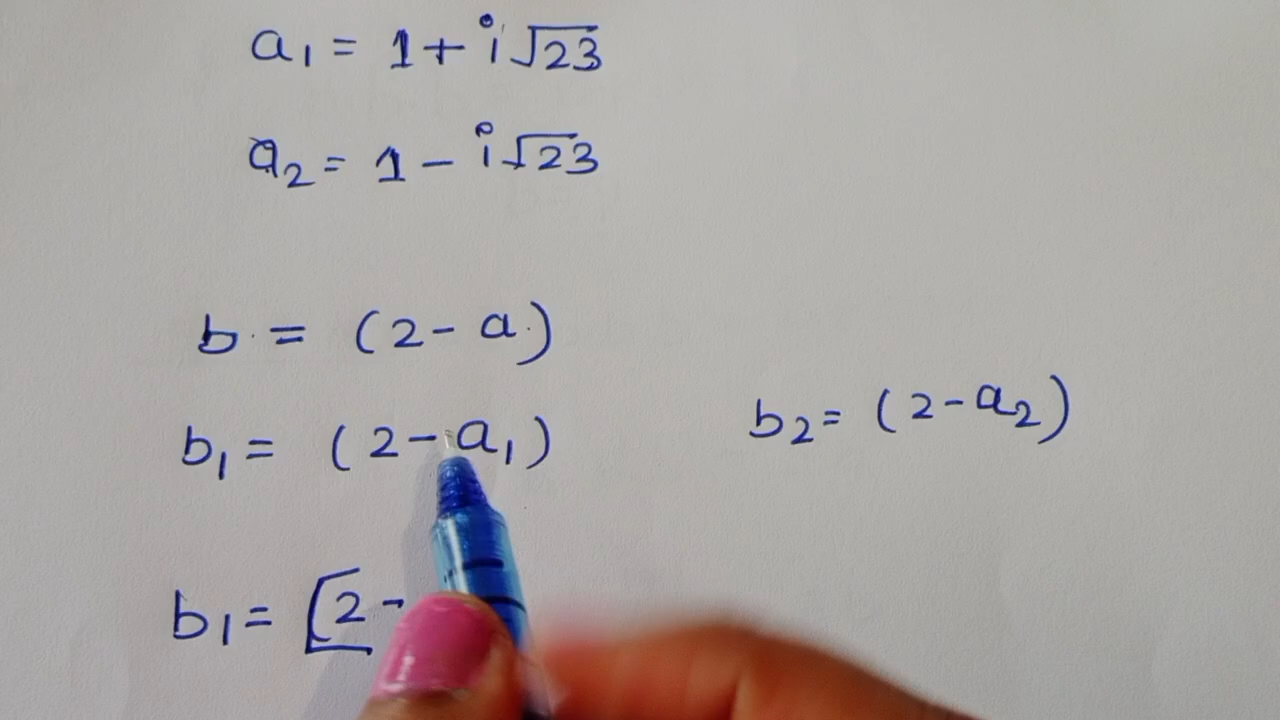 a₁ = 1 + i√23
a₂ = 1 - i√23
b = (2 - a)
b₁ = (2 - a₁)
b₂ = (2 - a₂)
b₁ = [2 -